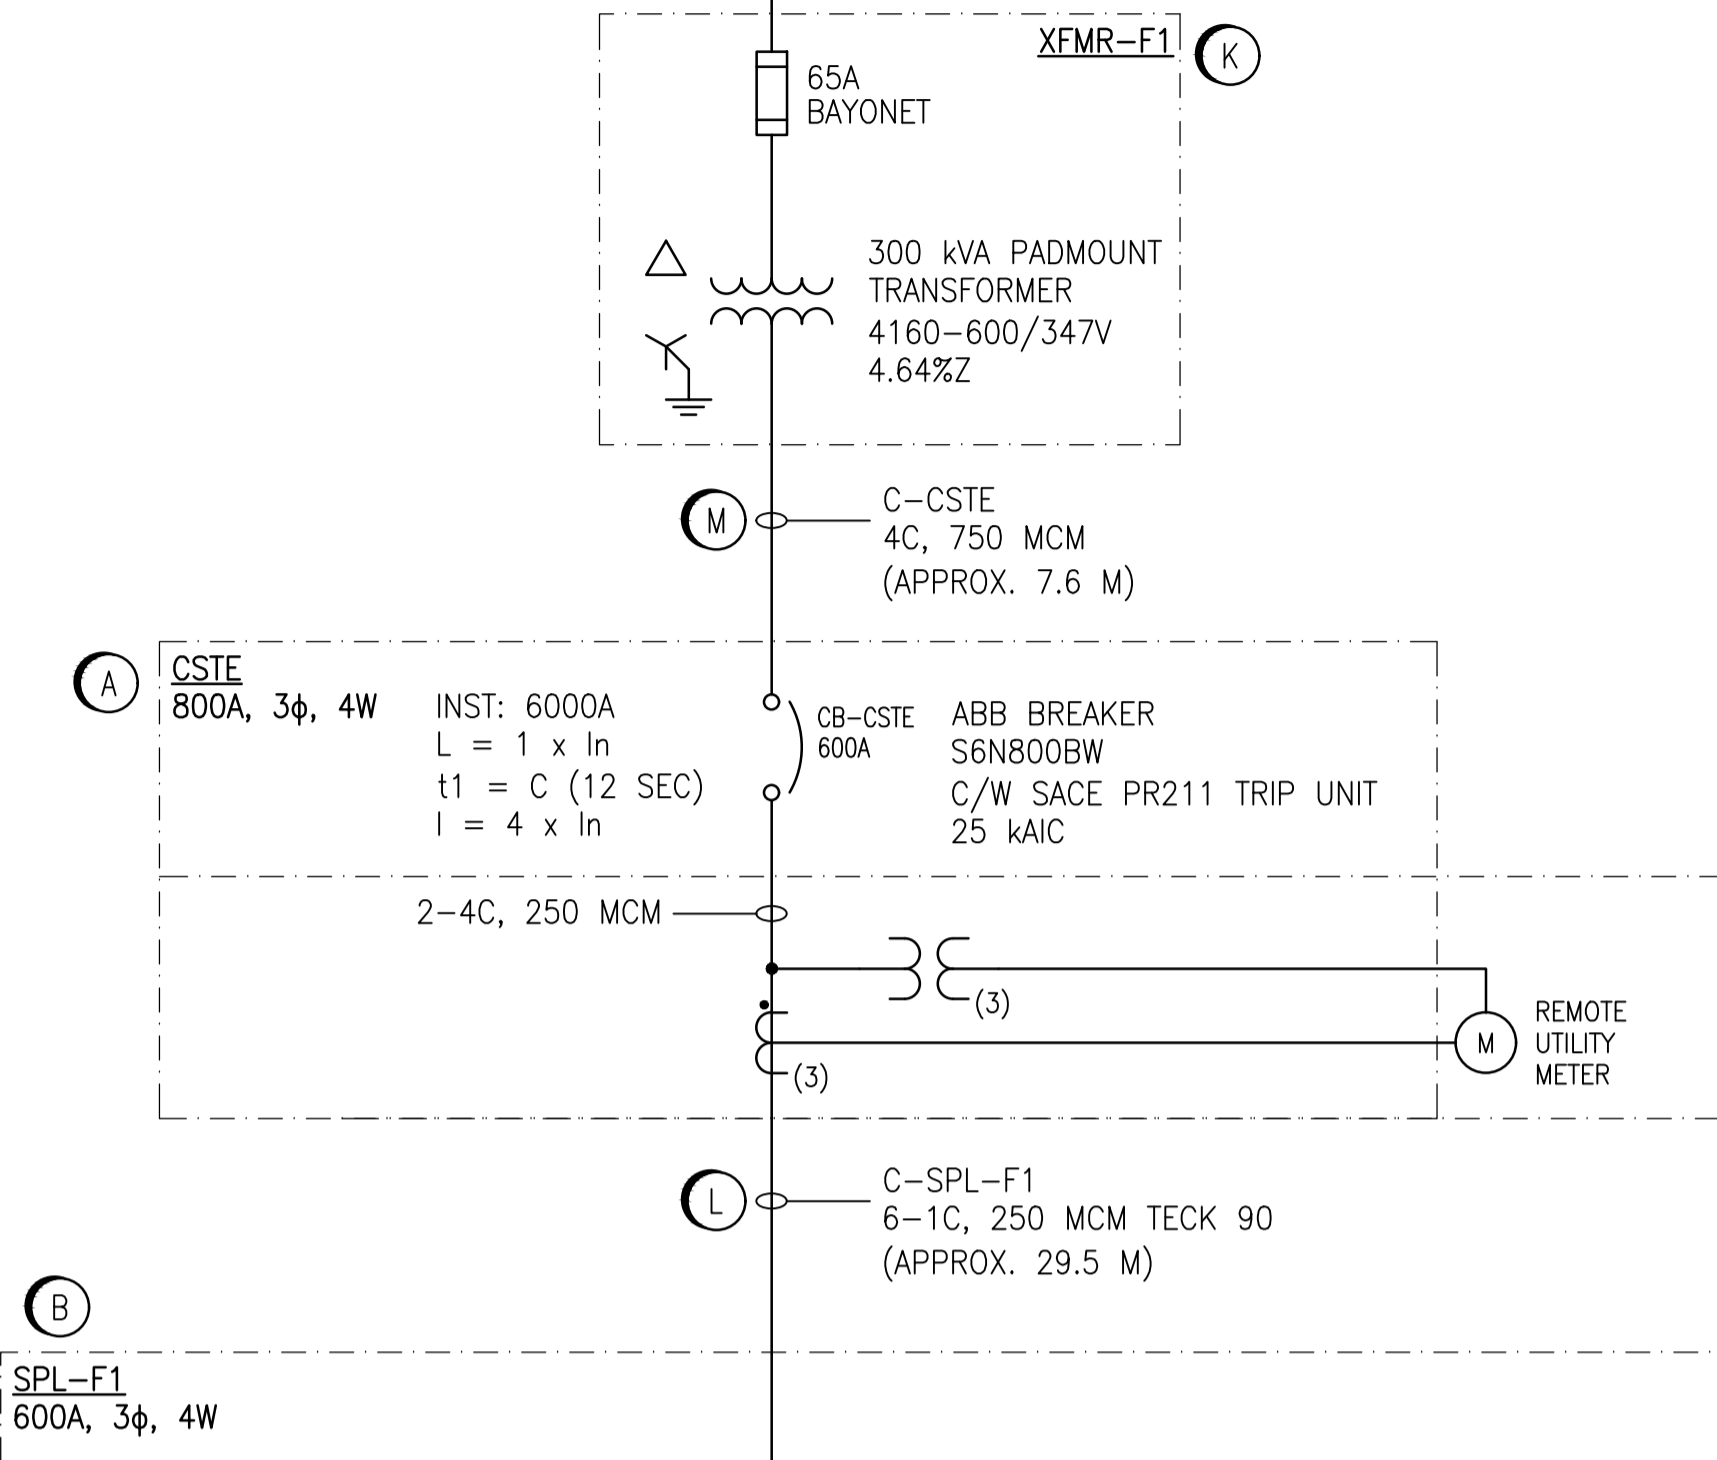 XFMR-F1
K
65A
BAYONET
300 kVA PADMOUNT
TRANSFORMER
4160-600/347V
4.64%Z
M
C-CSTE
4C, 750 MCM
(APPROX. 7.6 M)
A
CSTE
800A, 3ϕ, 4W
INST: 6000A
L = 1 x In
t1 = C (12 SEC)
I = 4 x In
CB-CSTE
600A
ABB BREAKER
S6N800BW
C/W SACE PR211 TRIP UNIT
25 kAIC
2-4C, 250 MCM
(3)
(3)
M
REMOTE
UTILITY
METER
L
C-SPL-F1
6-1C, 250 MCM TECK 90
(APPROX. 29.5 M)
B
SPL-F1
600A, 3ϕ, 4W